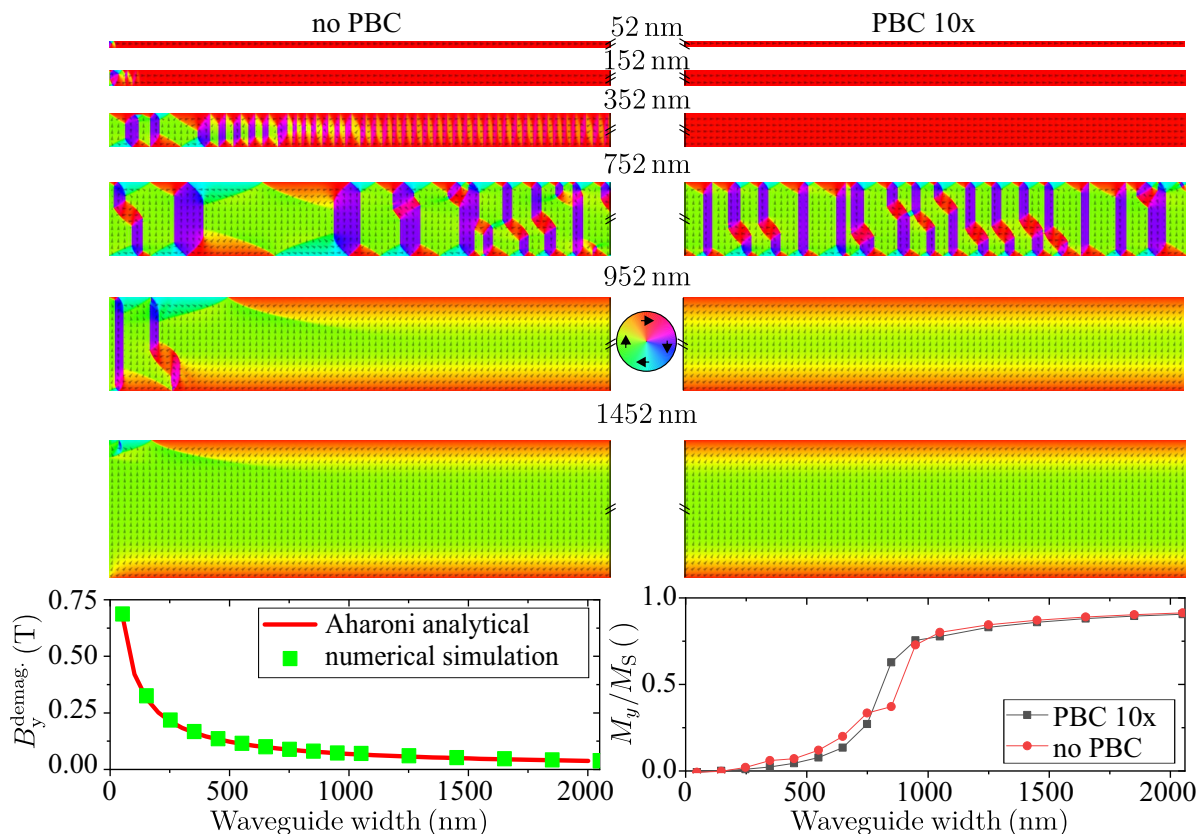 no PBC
PBC 10x
52 nm
152 nm
352 nm
752 nm
952 nm
1452 nm
0.75
0.50
0.25
0.00
B_y^demag. (T)
Aharoni analytical
numerical simulation
0 500 1000 1500 2000
Waveguide width (nm)
1.0
0.5
0.0
M_y/M_S ()
PBC 10x
no PBC
0 500 1000 1500 2000
Waveguide width (nm)